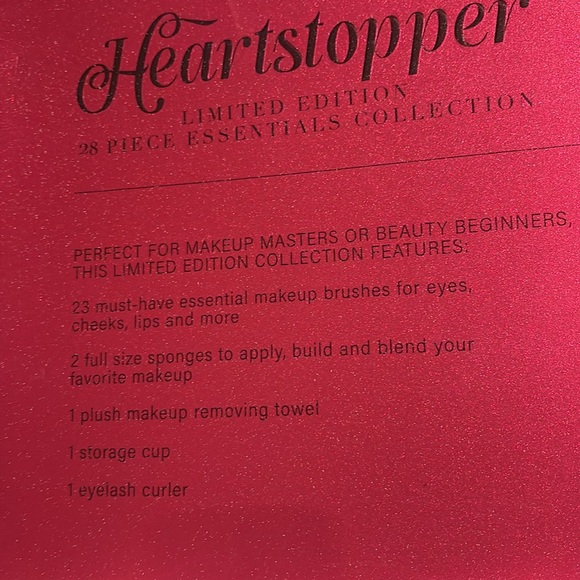 Heartstopper
LIMITED EDITION
28 PIECE ESSENTIALS COLLECTION
PERFECT FOR MAKEUP MASTERS OR BEAUTY BEGINNERS,
THIS LIMITED EDITION COLLECTION FEATURES:
23 must-have essential makeup brushes for eyes,
cheeks, lips and more
2 full size sponges to apply, build and blend your
favorite makeup
1 plush makeup removing towel
1 storage cup
1 eyelash curler